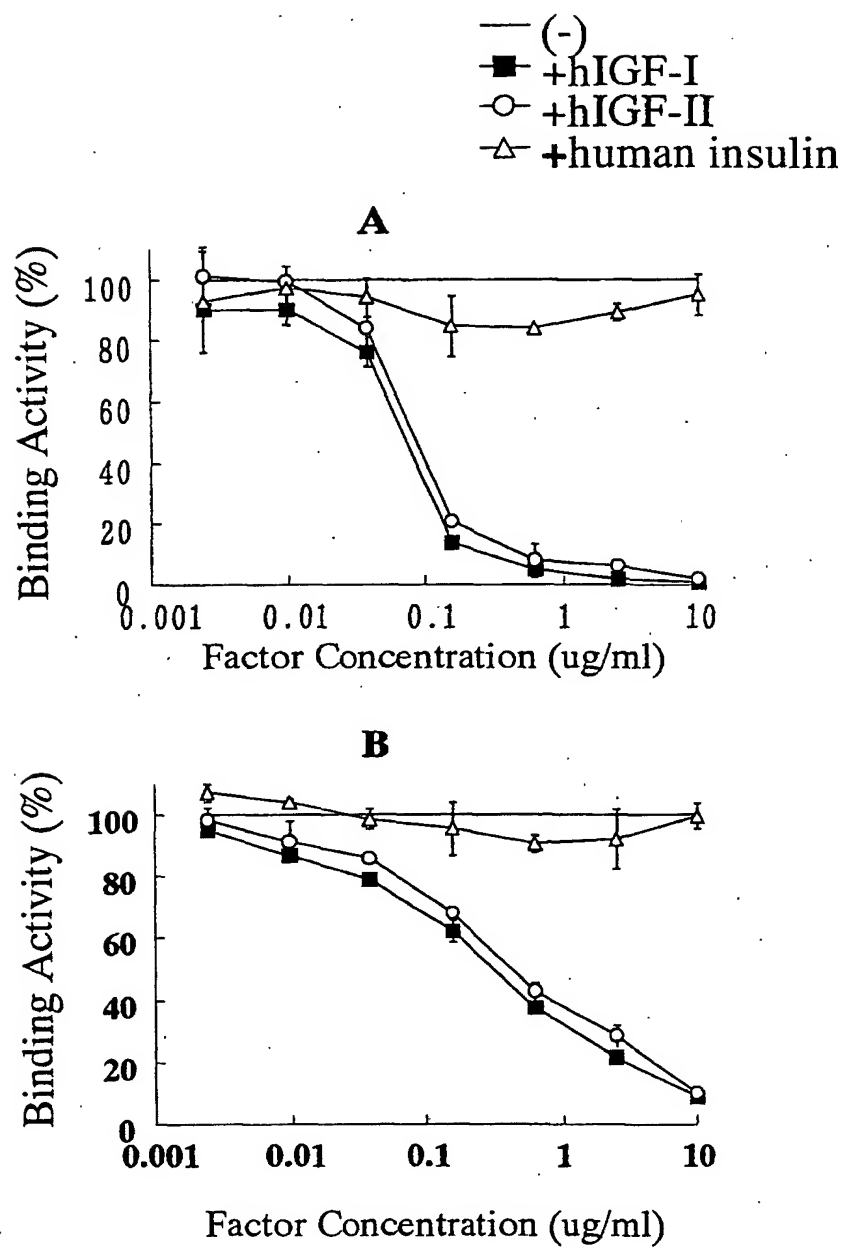 (-)
+hIGF-I
+hIGF-II
+human insulin
A
Binding Activity (%)
100
80
60
40
20
0
0.001 0.01 0.1 1 10
Factor Concentration (ug/ml)
B
Binding Activity (%)
100
80
60
40
20
0
0.001 0.01 0.1 1 10
Factor Concentration (ug/ml)